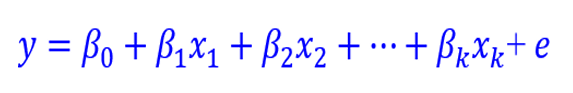 y = β₀ + β₁x₁ + β₂x₂ + ⋯ + βₖxₖ+ e